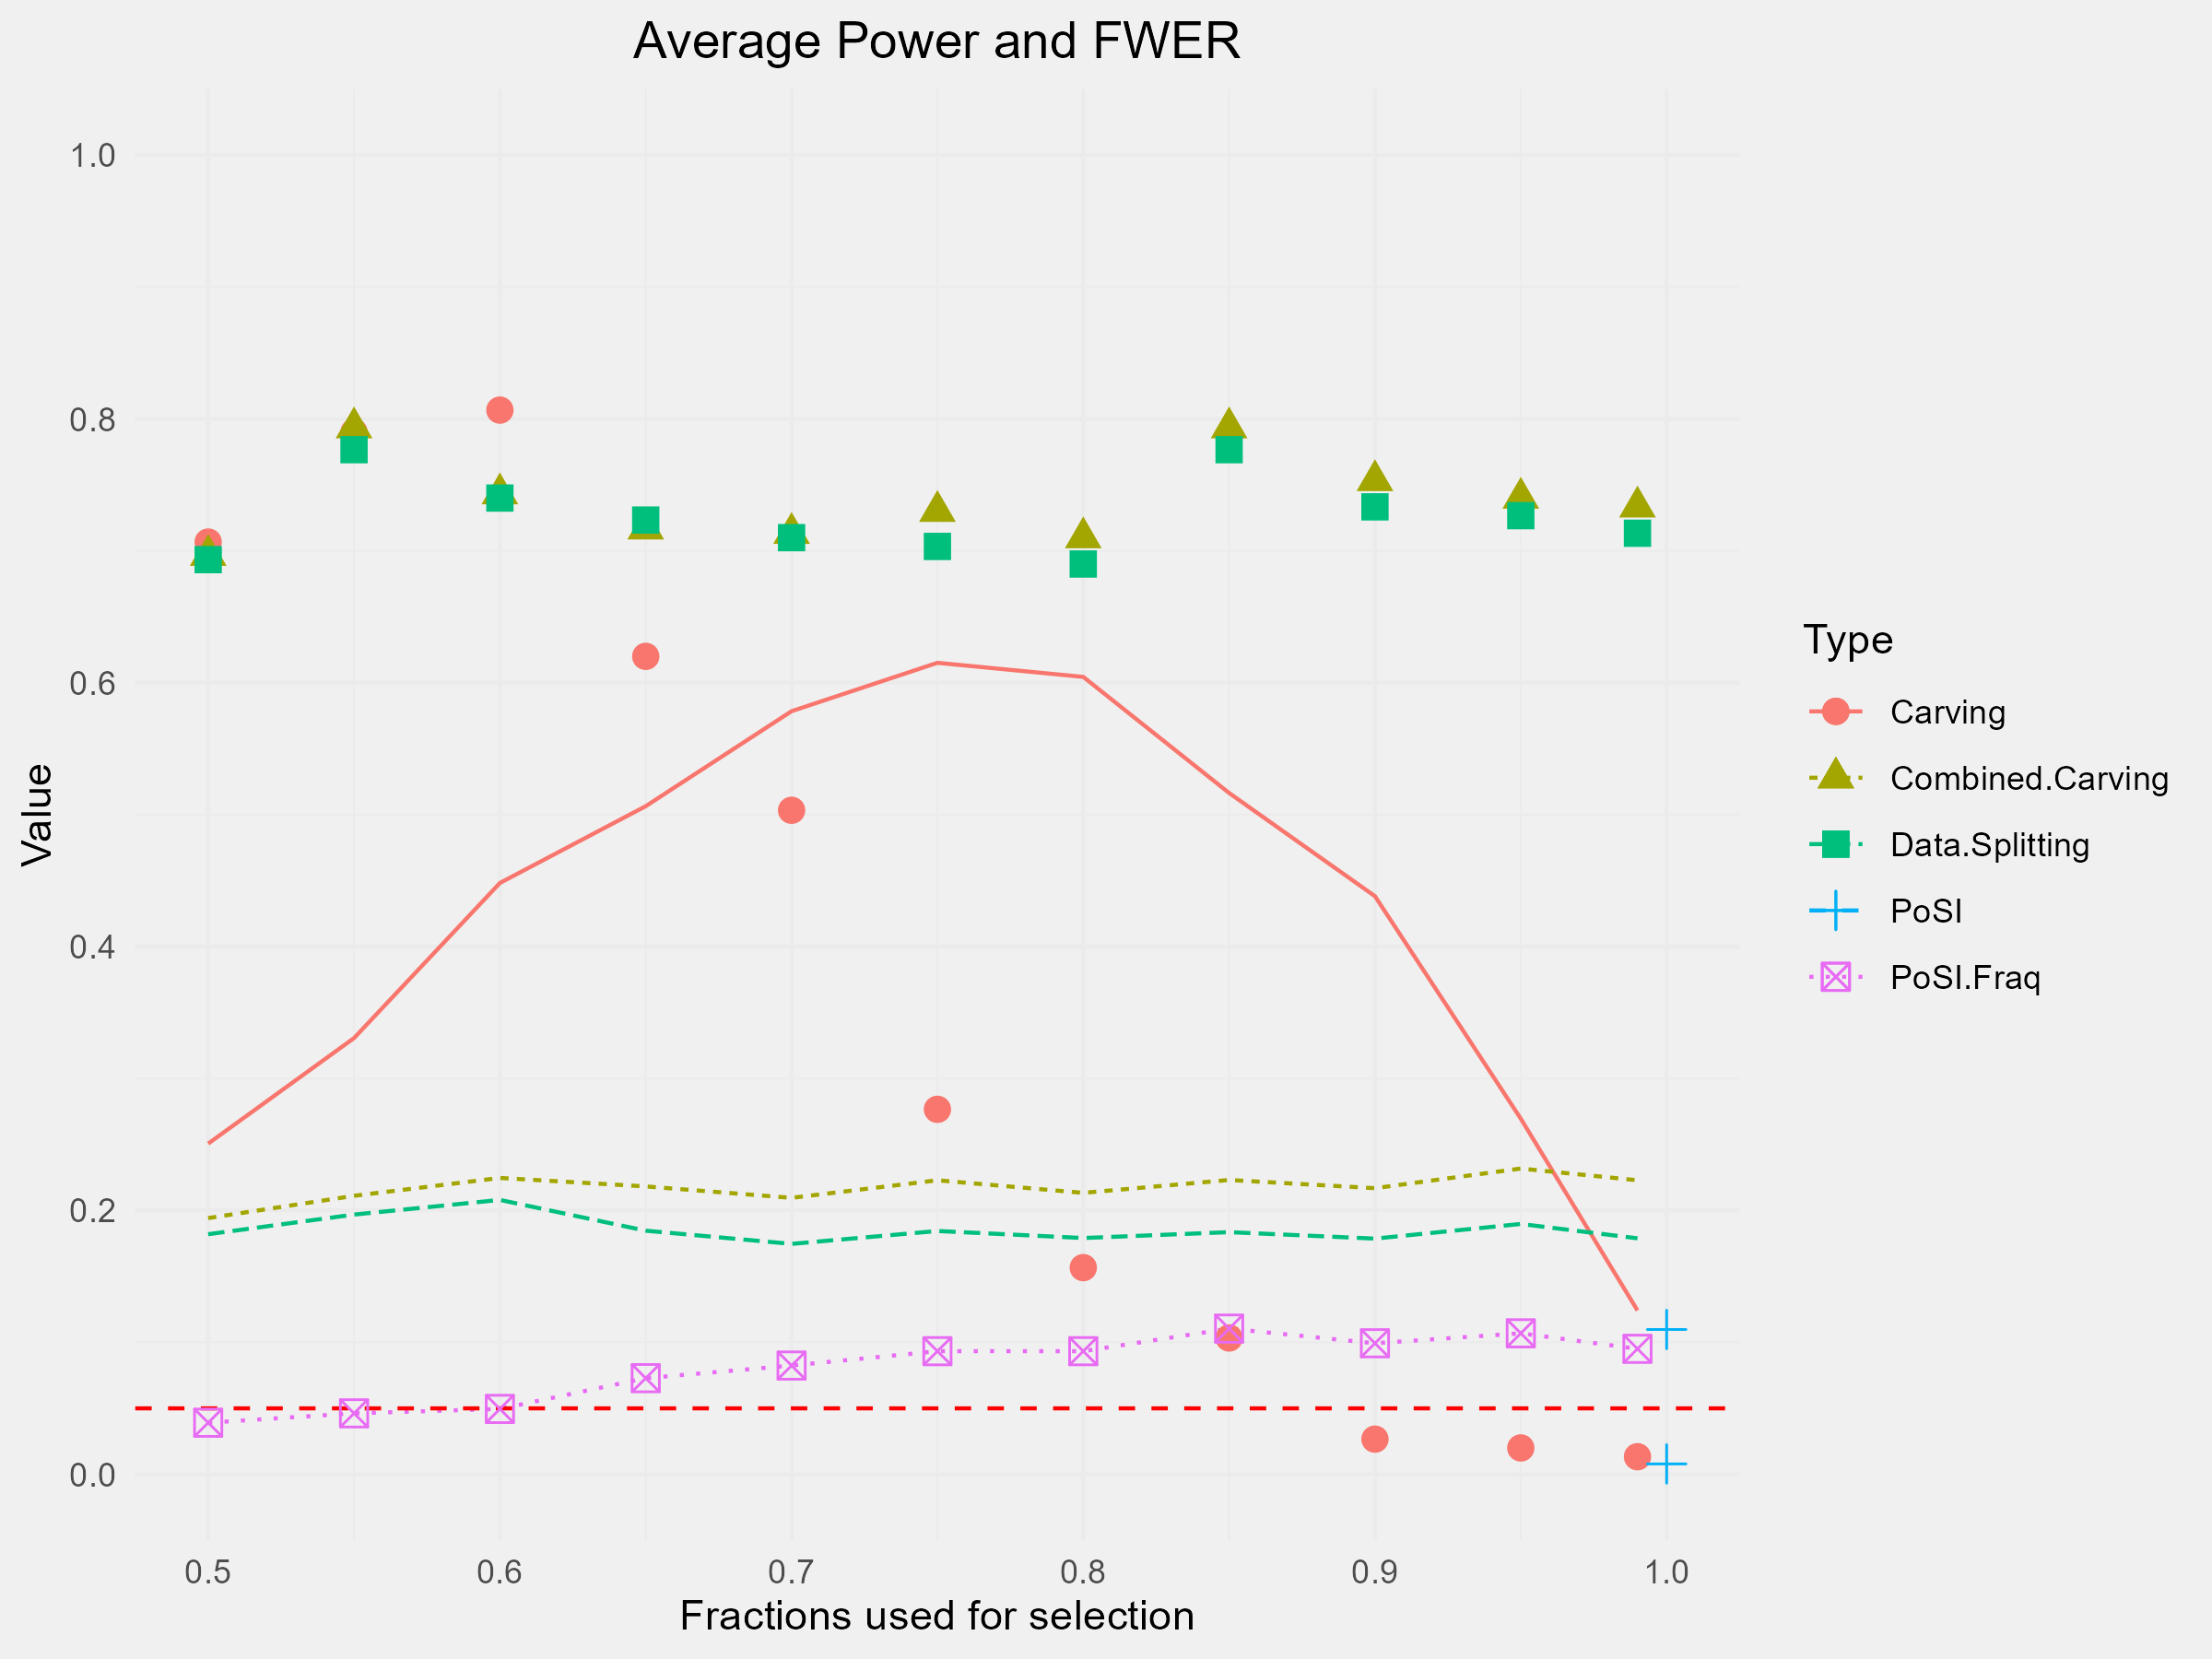 Average Power and FWER
1.0
0.8
0.6
0.4
0.2
0.0
Value
0.5 0.6 0.7 0.8 0.9 1.0
Fractions used for selection
Type
Carving
Combined.Carving
Data.Splitting
PoSI
PoSI.Fraq